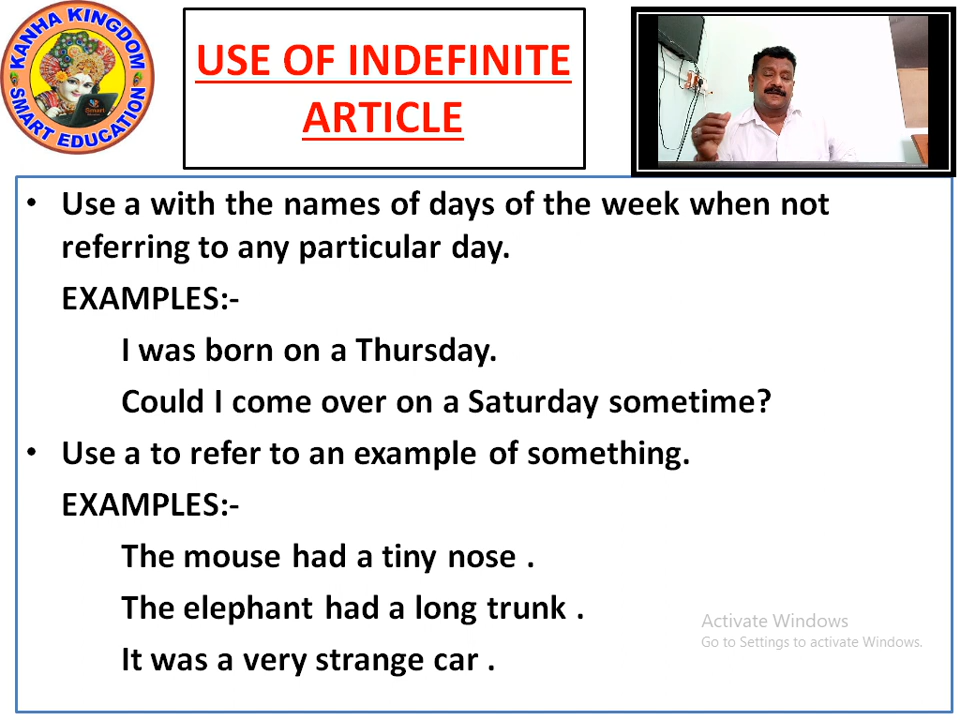 KANHA KINGDOM
SMART EDUCATION
USE OF INDEFINITE
ARTICLE
• Use a with the names of days of the week when not
referring to any particular day.
EXAMPLES:-
I was born on a Thursday.
Could I come over on a Saturday sometime?
• Use a to refer to an example of something.
EXAMPLES:-
The mouse had a tiny nose .
The elephant had a long trunk .
It was a very strange car .
Activate Windows
Go to Settings to activate Windows.